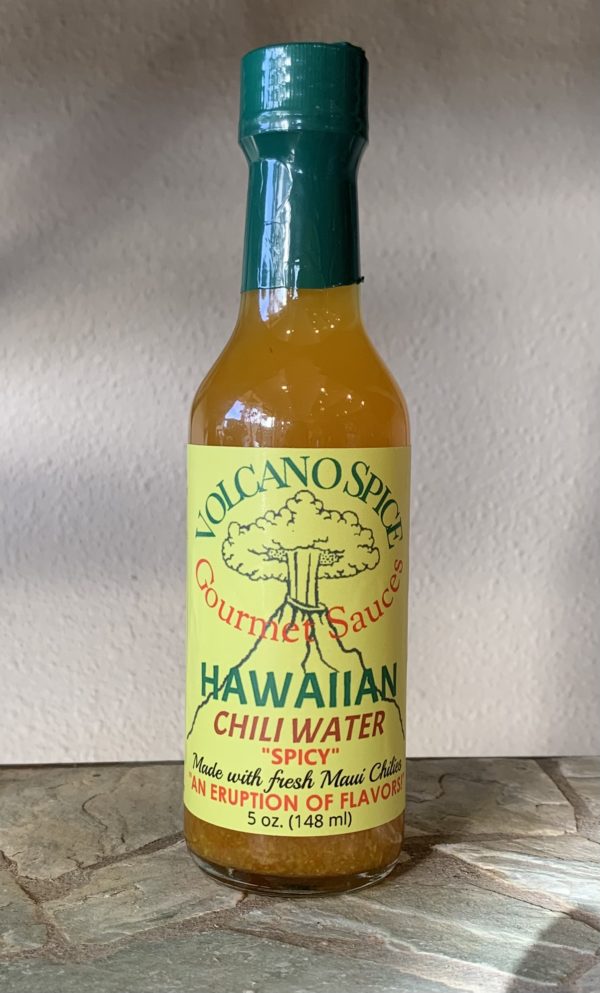 VOLCANO SPICE
Gourmet Sauces
HAWAIIAN
CHILI WATER
"SPICY"
Made with fresh Maui Chilies
"AN ERUPTION OF FLAVORS!"
5 oz. (148 ml)